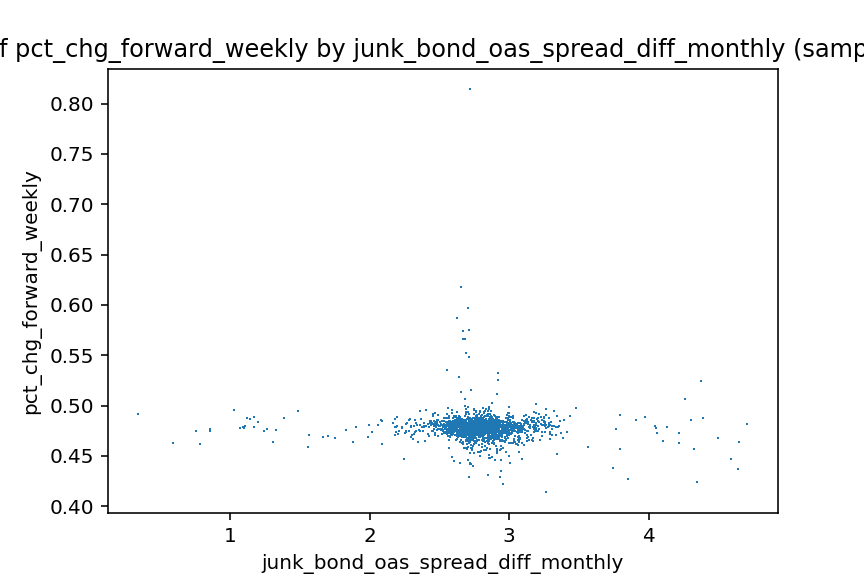 f pct_chg_forward_weekly by junk_bond_oas_spread_diff_monthly (samp
0.80
0.75
0.70
0.65
0.60
0.55
0.50
0.45
0.40
pct_chg_forward_weekly
1 2 3 4
junk_bond_oas_spread_diff_monthly